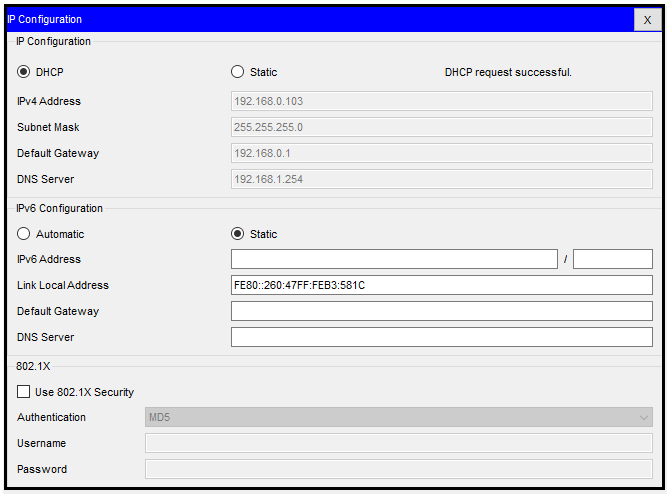 IP Configuration X
IP Configuration
DHCP Static DHCP request successful.
IPv4 Address 192.168.0.103
Subnet Mask 255.255.255.0
Default Gateway 192.168.0.1
DNS Server 192.168.1.254
IPv6 Configuration
Automatic Static
IPv6 Address /
Link Local Address FE80::260:47FF:FEB3:581C
Default Gateway
DNS Server
802.1X
Use 802.1X Security
Authentication MD5
Username
Password